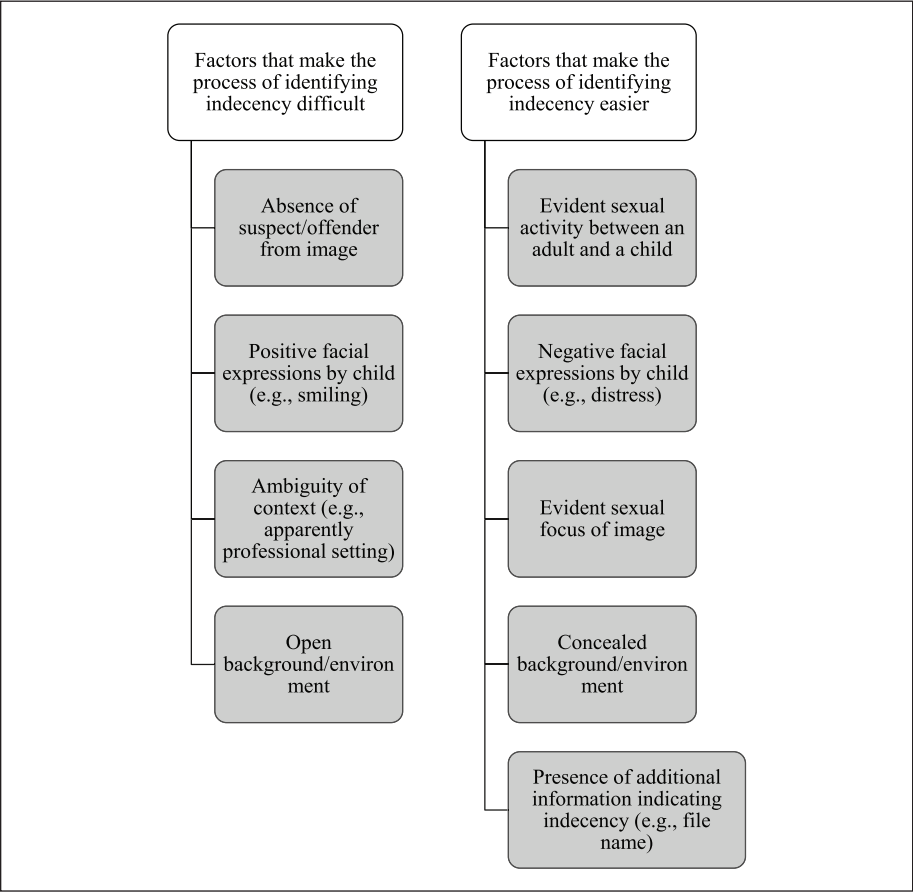 Factors that make the
process of identifying
indecency difficult
Absence of
suspect/offender
from image
Positive facial
expressions by child
(e.g., smiling)
Ambiguity of
context (e.g.,
apparently
professional setting)
Open
background/environ
ment
Factors that make the
process of identifying
indecency easier
Evident sexual
activity between an
adult and a child
Negative facial
expressions by child
(e.g., distress)
Evident sexual
focus of image
Concealed
background/environ
ment
Presence of additional
information indicating
indecency (e.g., file
name)